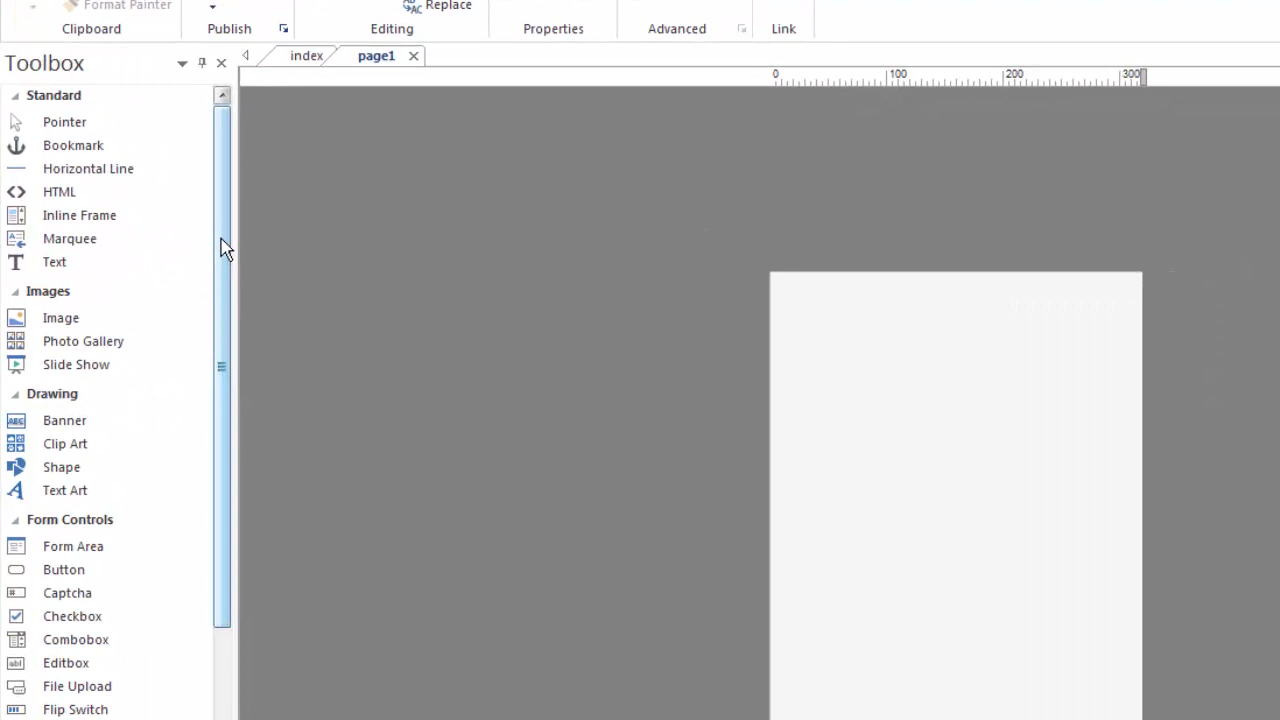 Format Painter
Replace
Clipboard
Publish
Editing
Properties
Advanced
Link
Toolbox
index
page1
0
100
200
300
Standard
Pointer
Bookmark
Horizontal Line
HTML
Inline Frame
Marquee
Text
Images
Image
Photo Gallery
Slide Show
Drawing
Banner
Clip Art
Shape
Text Art
Form Controls
Form Area
Button
Captcha
Checkbox
Combobox
Editbox
File Upload
Flip Switch